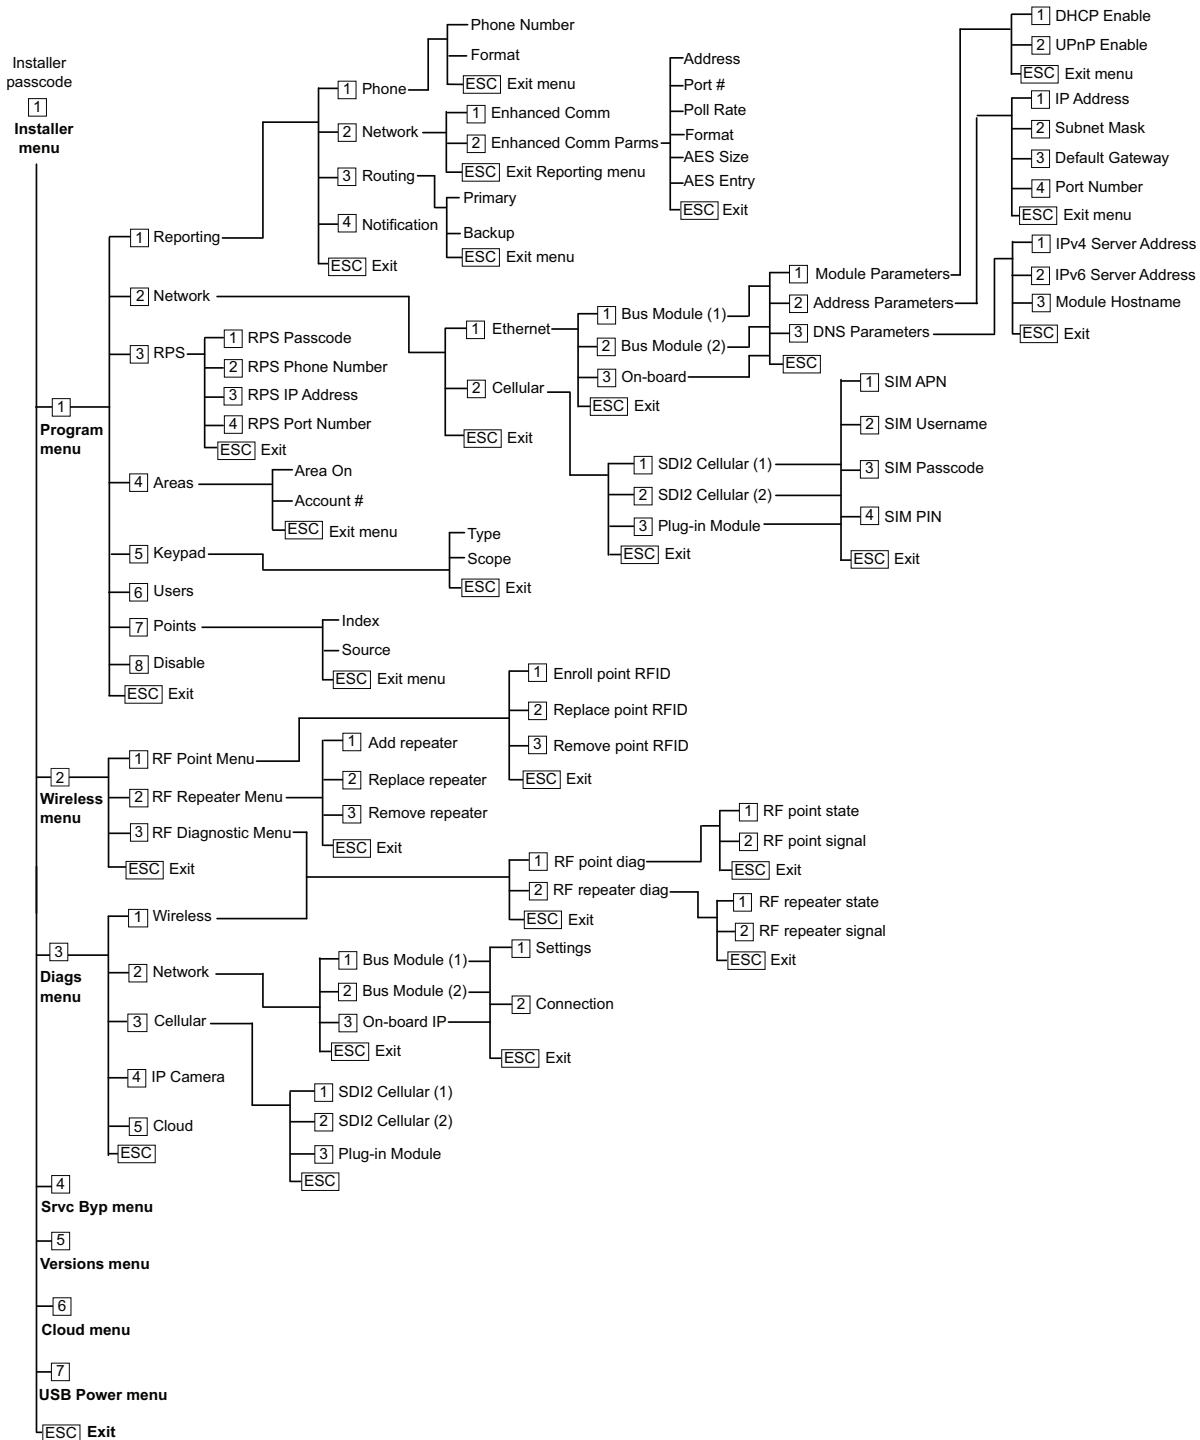 Installer
passcode
1
Installer
menu
1
Program
menu
1 Reporting
1 Phone
Phone Number
Format
ESC Exit menu
2 Network
1 Enhanced Comm
2 Enhanced Comm Parms
Address
Port #
Poll Rate
Format
AES Size
AES Entry
ESC Exit
ESC Exit Reporting menu
3 Routing
Primary
Backup
ESC Exit menu
4 Notification
ESC Exit
2 Network
1 Ethernet
1 Bus Module (1)
2 Bus Module (2)
3 On-board
ESC Exit
1 Module Parameters
1 DHCP Enable
2 UPnP Enable
ESC Exit menu
2 Address Parameters
1 IP Address
2 Subnet Mask
3 Default Gateway
4 Port Number
ESC Exit menu
3 DNS Parameters
1 IPv4 Server Address
2 IPv6 Server Address
3 Module Hostname
ESC Exit
ESC
2 Cellular
1 SDI2 Cellular (1)
2 SDI2 Cellular (2)
3 Plug-in Module
ESC Exit
1 SIM APN
2 SIM Username
3 SIM Passcode
4 SIM PIN
ESC Exit
ESC Exit
3 RPS
1 RPS Passcode
2 RPS Phone Number
3 RPS IP Address
4 RPS Port Number
ESC Exit
4 Areas
Area On
Account #
ESC Exit menu
5 Keypad
Type
Scope
ESC Exit
6 Users
7 Points
Index
Source
ESC Exit menu
8 Disable
ESC Exit
2
Wireless
menu
1 RF Point Menu
1 Enroll point RFID
2 Replace point RFID
3 Remove point RFID
ESC Exit
2 RF Repeater Menu
1 Add repeater
2 Replace repeater
3 Remove repeater
ESC Exit
3 RF Diagnostic Menu
ESC Exit
1 RF point diag
1 RF point state
2 RF point signal
ESC Exit
2 RF repeater diag
1 RF repeater state
2 RF repeater signal
ESC Exit
ESC Exit
3
Diags
menu
1 Wireless
2 Network
1 Bus Module (1)
2 Bus Module (2)
3 On-board IP
ESC Exit
1 Settings
2 Connection
ESC Exit
3 Cellular
1 SDI2 Cellular (1)
2 SDI2 Cellular (2)
3 Plug-in Module
ESC
4 IP Camera
5 Cloud
ESC
4
Srvc Byp menu
5
Versions menu
6
Cloud menu
7
USB Power menu
ESC Exit